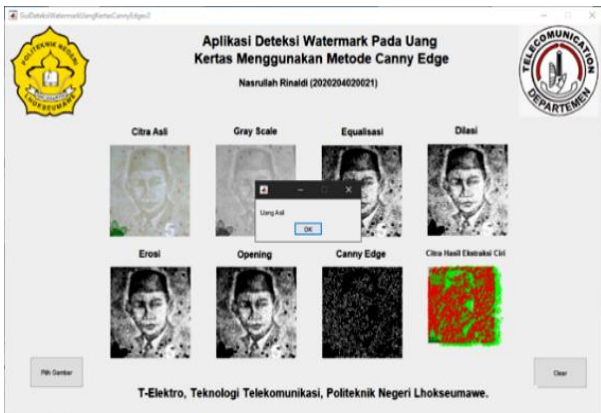 GuiDeteksiWatermarkUangKertasCannyEdgev2
Aplikasi Deteksi Watermark Pada Uang
Kertas Menggunakan Metode Canny Edge
Nasrullah Rinaldi (2020204020021)
POLITEKNIK NEGERI
LHOKSEUMAWE
TELECOMUNICATION
DEPARTEMEN
Citra Asli
Gray Scale
Equalisasi
Dilasi
Uang Asli
OK
Erosi
Opening
Canny Edge
Citra Hasil Ekstraksi Ciri
Pilih Gambar
Clear
T-Elektro, Teknologi Telekomunikasi, Politeknik Negeri Lhokseumawe.